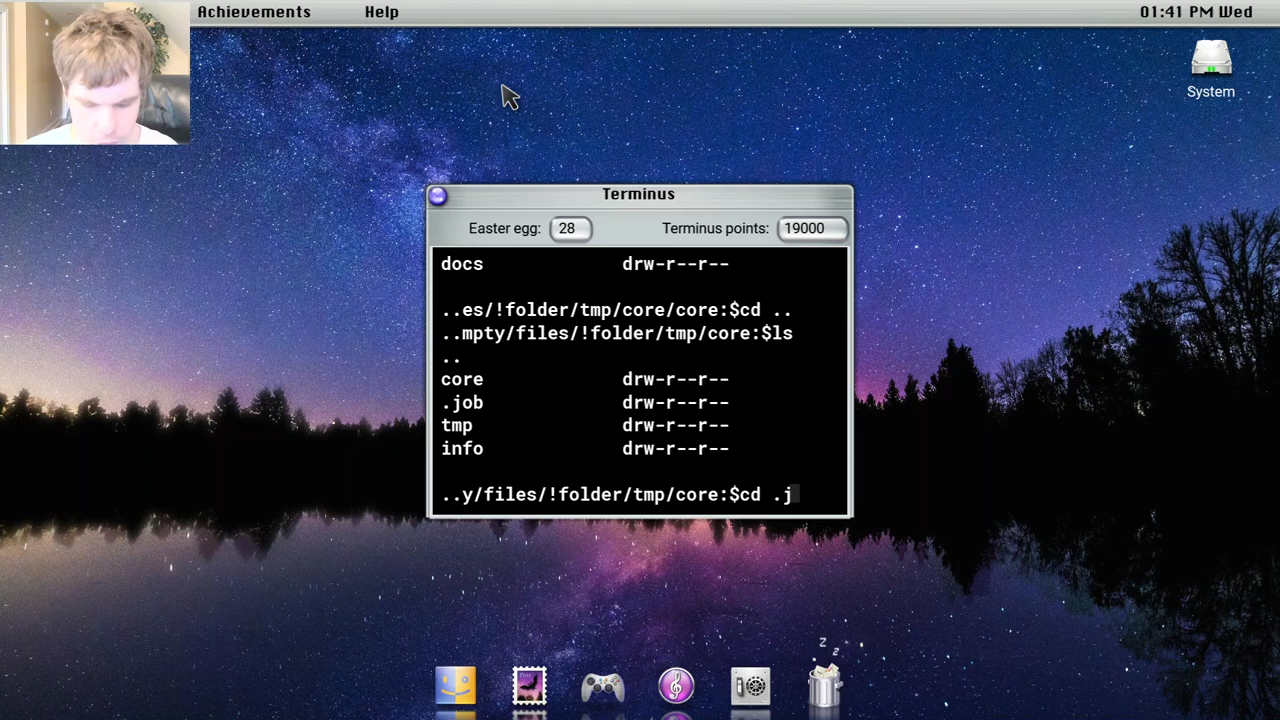 Achievements Help 01:41 PM Wed
System
Terminus
Easter egg: 28 Terminus points: 19000
docs drw-r--r--
..es/!folder/tmp/core/core:$cd ..
..mpty/files/!folder/tmp/core:$ls
..
core drw-r--r--
.job drw-r--r--
tmp drw-r--r--
info drw-r--r--
..y/files/!folder/tmp/core:$cd .j
z
z